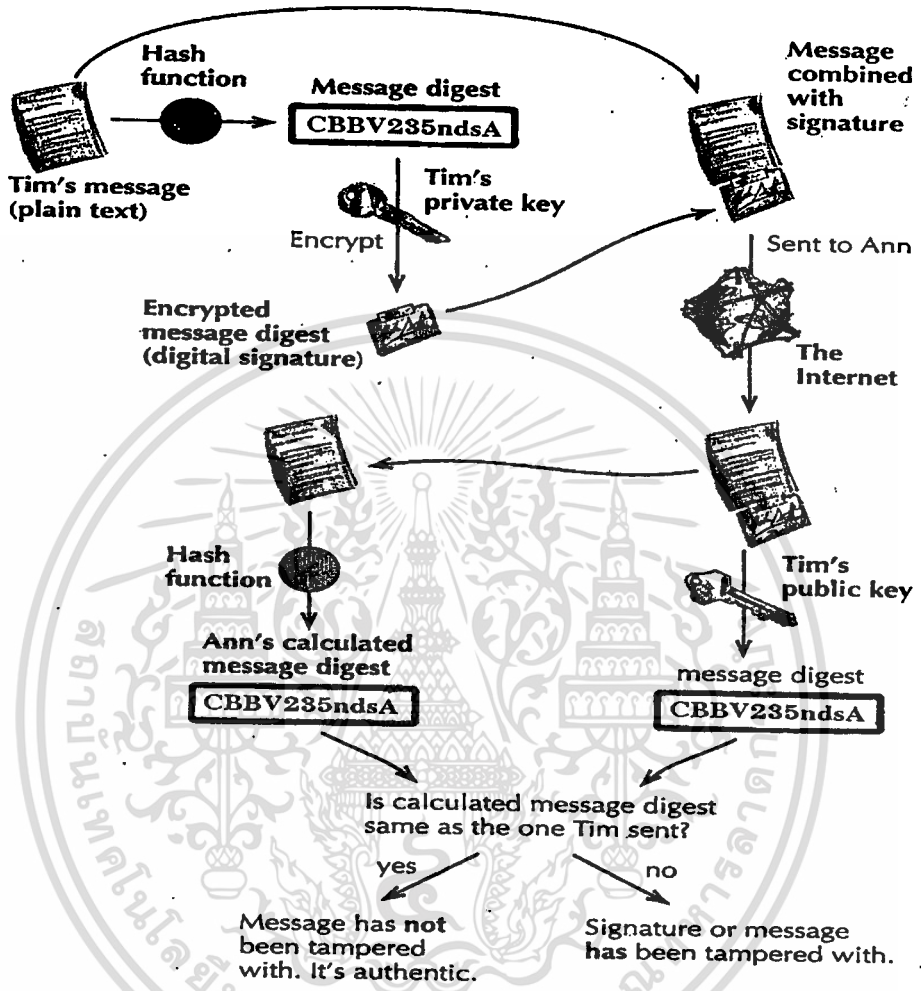 Hash
function
Message digest
CBBV235ndsA
Message
combined
with
signature
Tim's message
(plain text)
Tim's
private key
Encrypt
Sent to Ann
Encrypted
message digest
(digital signature)
The
Internet
Hash
function
Tim's
public key
Ann's calculated
message digest
CBBV235ndsA
message digest
CBBV235ndsA
Is calculated message digest
same as the one Tim sent?
yes
no
Message has not
been tampered
with. It's authentic.
Signature or message
has been tampered with.